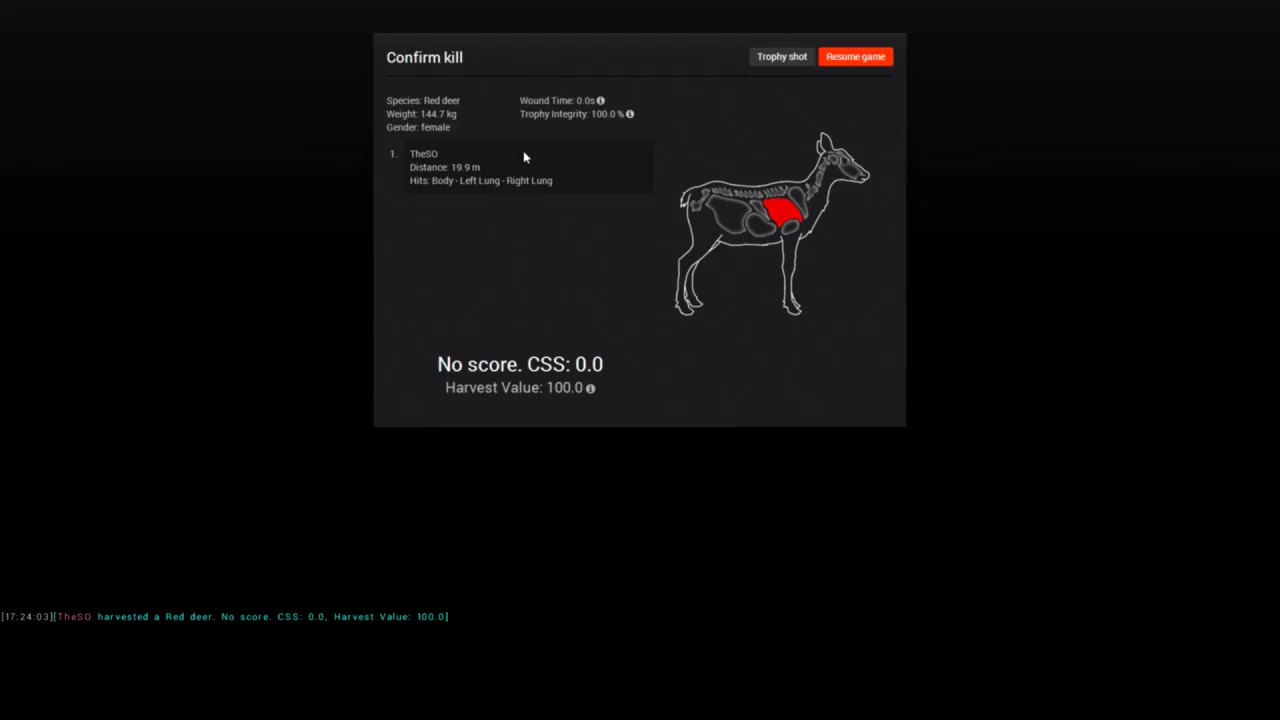 Confirm kill
Trophy shot
Resume game
Species: Red deer
Wound Time: 0.0s
Weight: 144.7 kg
Trophy Integrity: 100.0 %
Gender: female
1. TheSO
Distance: 19.9 m
Hits: Body - Left Lung - Right Lung
No score. CSS: 0.0
Harvest Value: 100.0
[17:24:03][TheSO harvested a Red deer. No score. CSS: 0.0, Harvest Value: 100.0]